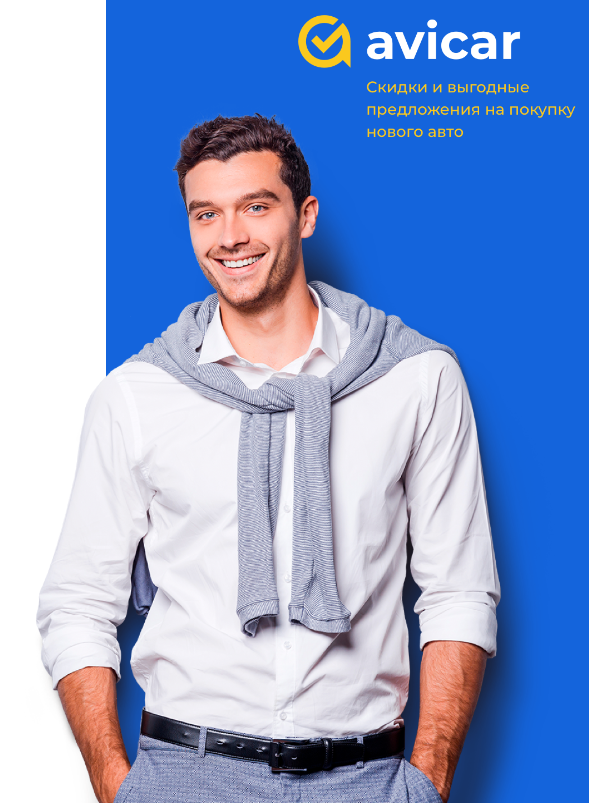 avicar
Скидки и выгодные
предложения на покупку
нового авто